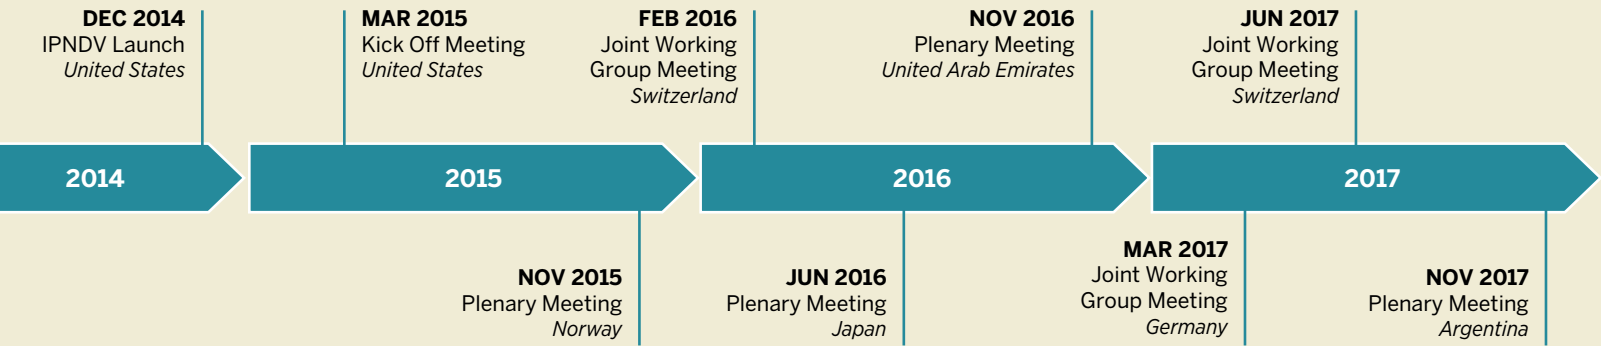 DEC 2014
IPNDV Launch
United States
MAR 2015
Kick Off Meeting
United States
FEB 2016
Joint Working
Group Meeting
Switzerland
NOV 2016
Plenary Meeting
United Arab Emirates
JUN 2017
Joint Working
Group Meeting
Switzerland
2014
2015
2016
2017
NOV 2015
Plenary Meeting
Norway
JUN 2016
Plenary Meeting
Japan
MAR 2017
Joint Working
Group Meeting
Germany
NOV 2017
Plenary Meeting
Argentina